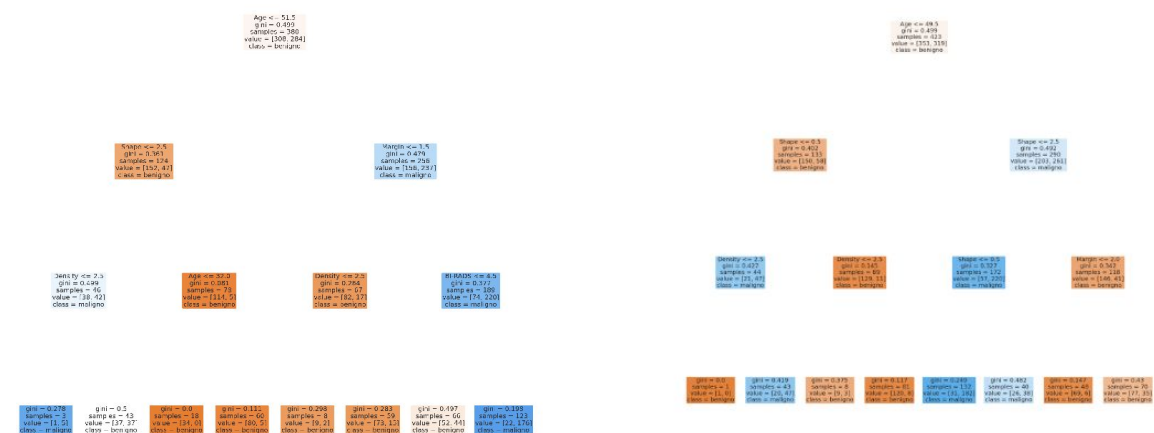 Age <= 51.5
gini = 0.499
samples = 380
value = [308, 284]
class = benigno
Shape <= 2.5
gini = 0.361
samples = 124
value = [152, 47]
class = benigno
Margin <= 1.5
gini = 0.479
samples = 256
value = [156, 237]
class = maligno
Density <= 2.5
gini = 0.499
samples = 46
value = [38, 42]
class = maligno
Age <= 37.0
gini = 0.081
samples = 78
value = [114, 5]
class = benigno
Density <= 2.5
gini = 0.284
samples = 67
value = [82, 17]
class = benigno
BI-RADS <= 4.5
gini = 0.377
samples = 189
value = [74, 220]
class = maligno
gini = 0.278
samples = 3
value = [1, 5]
class = maligno
gini = 0.5
samples = 43
value = [37, 37]
class = benigno
gini = 0.0
samples = 18
value = [34, 0]
class = benigno
gini = 0.111
samples = 60
value = [80, 5]
class = benigno
gini = 0.298
samples = 8
value = [9, 2]
class = benigno
gini = 0.283
samples = 59
value = [73, 15]
class = benigno
gini = 0.497
samples = 66
value = [52, 44]
class = benigno
samples = 123
value = [22, 176]
class = maligno
Age <= 49.5
gini = 0.499
samples = 423
value = [353, 319]
class = benigno
Shape <= 0.5
gini = 0.402
samples = 133
value = [150, 58]
class = benigno
Shape <= 2.5
gini = 0.492
samples = 290
value = [203, 261]
class = maligno
Density <= 2.5
gini = 0.427
samples = 44
value = [21, 47]
class = maligno
Density <= 2.5
gini = 0.145
samples = 89
value = [129, 11]
class = benigno
Shape <= 0.5
gini = 0.327
samples = 172
value = [57, 220]
class = maligno
Margin <= 2.0
gini = 0.342
samples = 118
value = [146, 41]
class = benigno
gini = 0.0
samples = 1
value = [1, 0]
class = benigno
gini = 0.419
samples = 43
value = [20, 47]
class = maligno
gini = 0.375
samples = 8
value = [9, 3]
class = benigno
gini = 0.117
samples = 81
value = [120, 8]
class = benigno
gini = 0.249
samples = 132
value = [31, 182]
class = maligno
gini = 0.482
samples = 40
value = [26, 38]
class = maligno
gini = 0.147
samples = 48
value = [69, 6]
class = benigno
gini = 0.43
samples = 70
value = [77, 35]
class = benigno